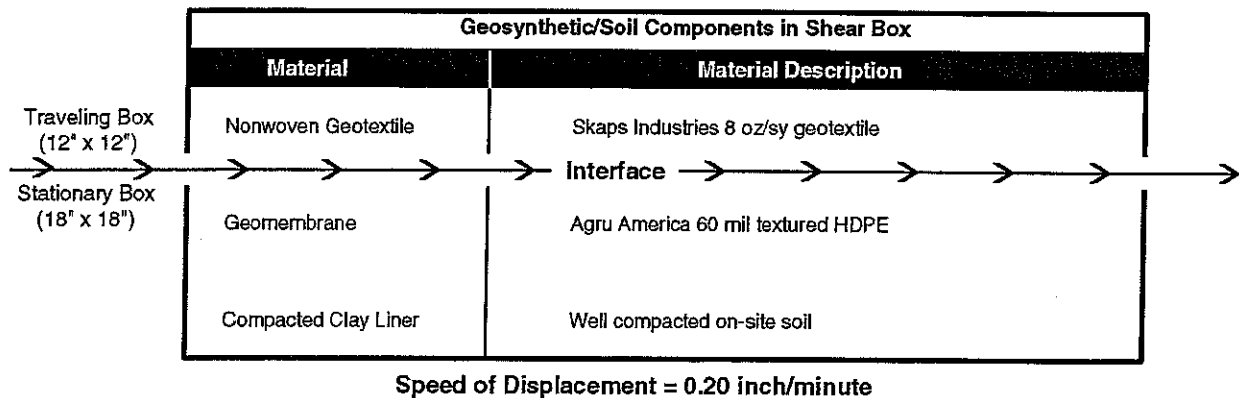 Geosynthetic/Soil Components in Shear Box
Material Material Description
Traveling Box
(12" x 12")
Nonwoven Geotextile Skaps Industries 8 oz/sy geotextile
Interface
Stationary Box
(18" x 18")
Geomembrane Agru America 60 mil textured HDPE
Compacted Clay Liner Well compacted on-site soil
Speed of Displacement = 0.20 inch/minute